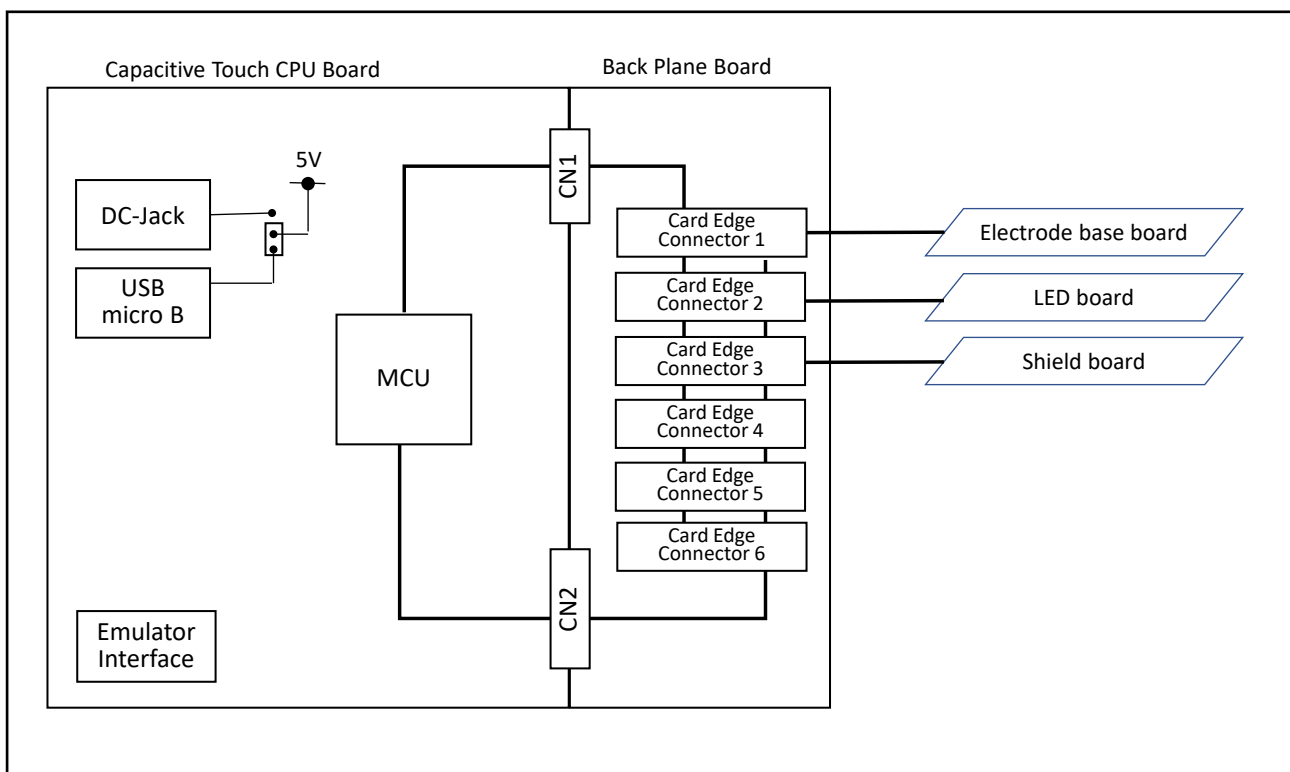 Capacitive Touch CPU Board
Back Plane Board
5V
DC-Jack
USB
micro B
MCU
Emulator
Interface
CN1
CN2
Card Edge
Connector 1
Card Edge
Connector 2
Card Edge
Connector 3
Card Edge
Connector 4
Card Edge
Connector 5
Card Edge
Connector 6
Electrode base board
LED board
Shield board